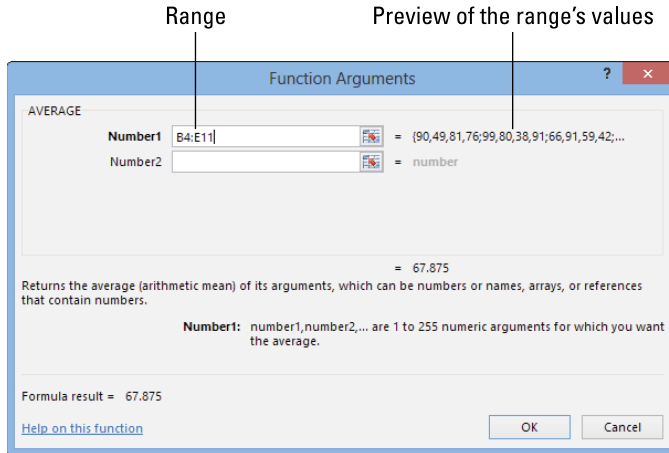 Range Preview of the range's values
Function Arguments ? ×
AVERAGE
Number1 B4:E11 = {90,49,81,76;99,80,38,91;66,91,59,42;...
Number2 = number
= 67.875
Returns the average (arithmetic mean) of its arguments, which can be numbers or names, arrays, or references
that contain numbers.
Number1: number1,number2,... are 1 to 255 numeric arguments for which you want
the average.
Formula result = 67.875
Help on this function OK Cancel